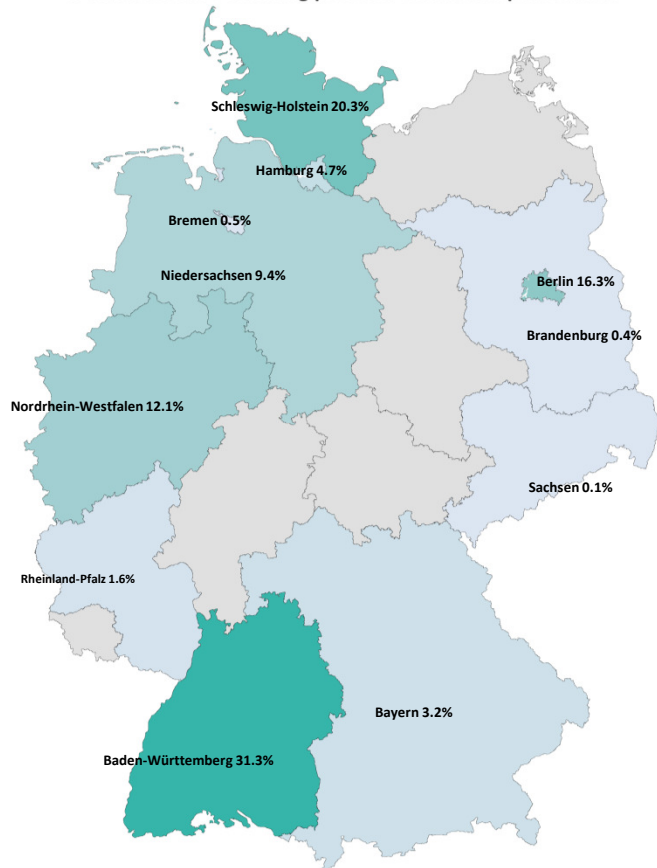 Schleswig-Holstein 20.3%
Hamburg 4.7%
Bremen 0.5%
Niedersachsen 9.4%
Berlin 16.3%
Brandenburg 0.4%
Nordrhein-Westfalen 12.1%
Sachsen 0.1%
Rheinland-Pfalz 1.6%
Bayern 3.2%
Baden-Württemberg 31.3%